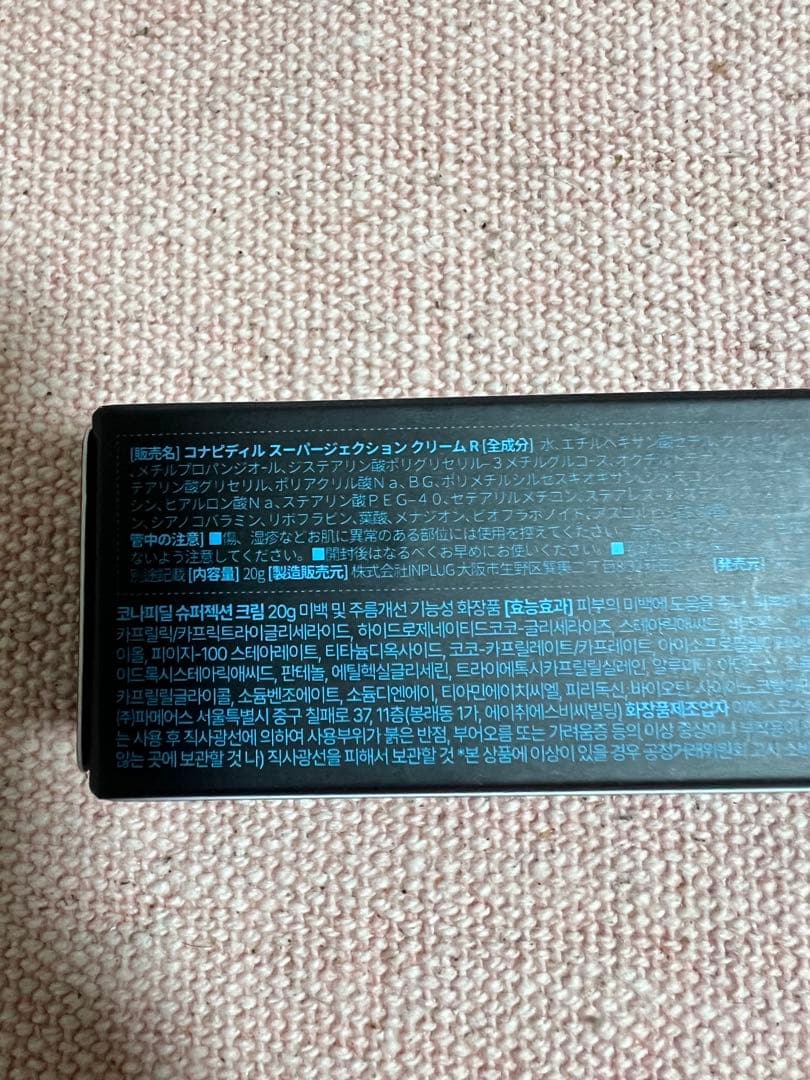 [販売名] コナピディル スーパージェクション クリーム R [全成分] 水、エチルヘキサン酸セテ
メチルプロパンジオール、ジステアリン酸ポリグリセリル-3メチルグルコース、オクチ
テアリン酸グリセリル、ポリアクリル酸Na、BG、ポリメチルシルセスキオキサ
シン、ヒアルロン酸Na、ステアリン酸PEG-40、セテアリルメチコン、ステアレス-2
ン、シアノコバラミン、リボフラビン、葉酸、メナジオン、ビオフラボノイド
管中の注意] ■傷、湿疹などお肌に異常のある部位には使用を控えてください
ないよう注意してください。 ■開封後はなるべくお早めにお使いください。 ■
別途記載 [内容量] 20g [製造販売元] 株式会社INPLUG 大阪市生野区巽東二丁目 [発売元]
코나피딜 슈퍼젝션 크림 20g 미백 및 주름개선 기능성 화장품 [효능효과] 피부의 미백에 도움을
카프릴릭/카프릭트라이글리세라이드, 하이드로제네이티드코코-글리세라이즈, 스테아릭애씨드,
이올, 피이지-100 스테아레이트, 티타늄디옥사이드, 코코-카프릴레이트/카프레이트,
이드록시스테아릭애씨드, 판테놀, 에틸헥실글리세린, 트라이에톡시카프릴릴실레인, 알루미
카프릴릴글라이콜, 소듐벤조에이트, 소듐디엔에이, 티아민에이치씨엘, 피리독신, 바이오틴,
㈜파메어스 서울특별시 중구 칠패로 37, 11층(봉래동 1가, 에이취에스비씨빌딩) 화장품제조업자
는 사용 후 직사광선에 의하여 사용부위가 붉은 반점, 부어오름 또는 가려움증 등의 이상 증상이나 부작용
않는 곳에 보관할 것 나) 직사광선을 피해서 보관할 것 *본 상품에 이상이 있을 경우 공정거래위원회 고시